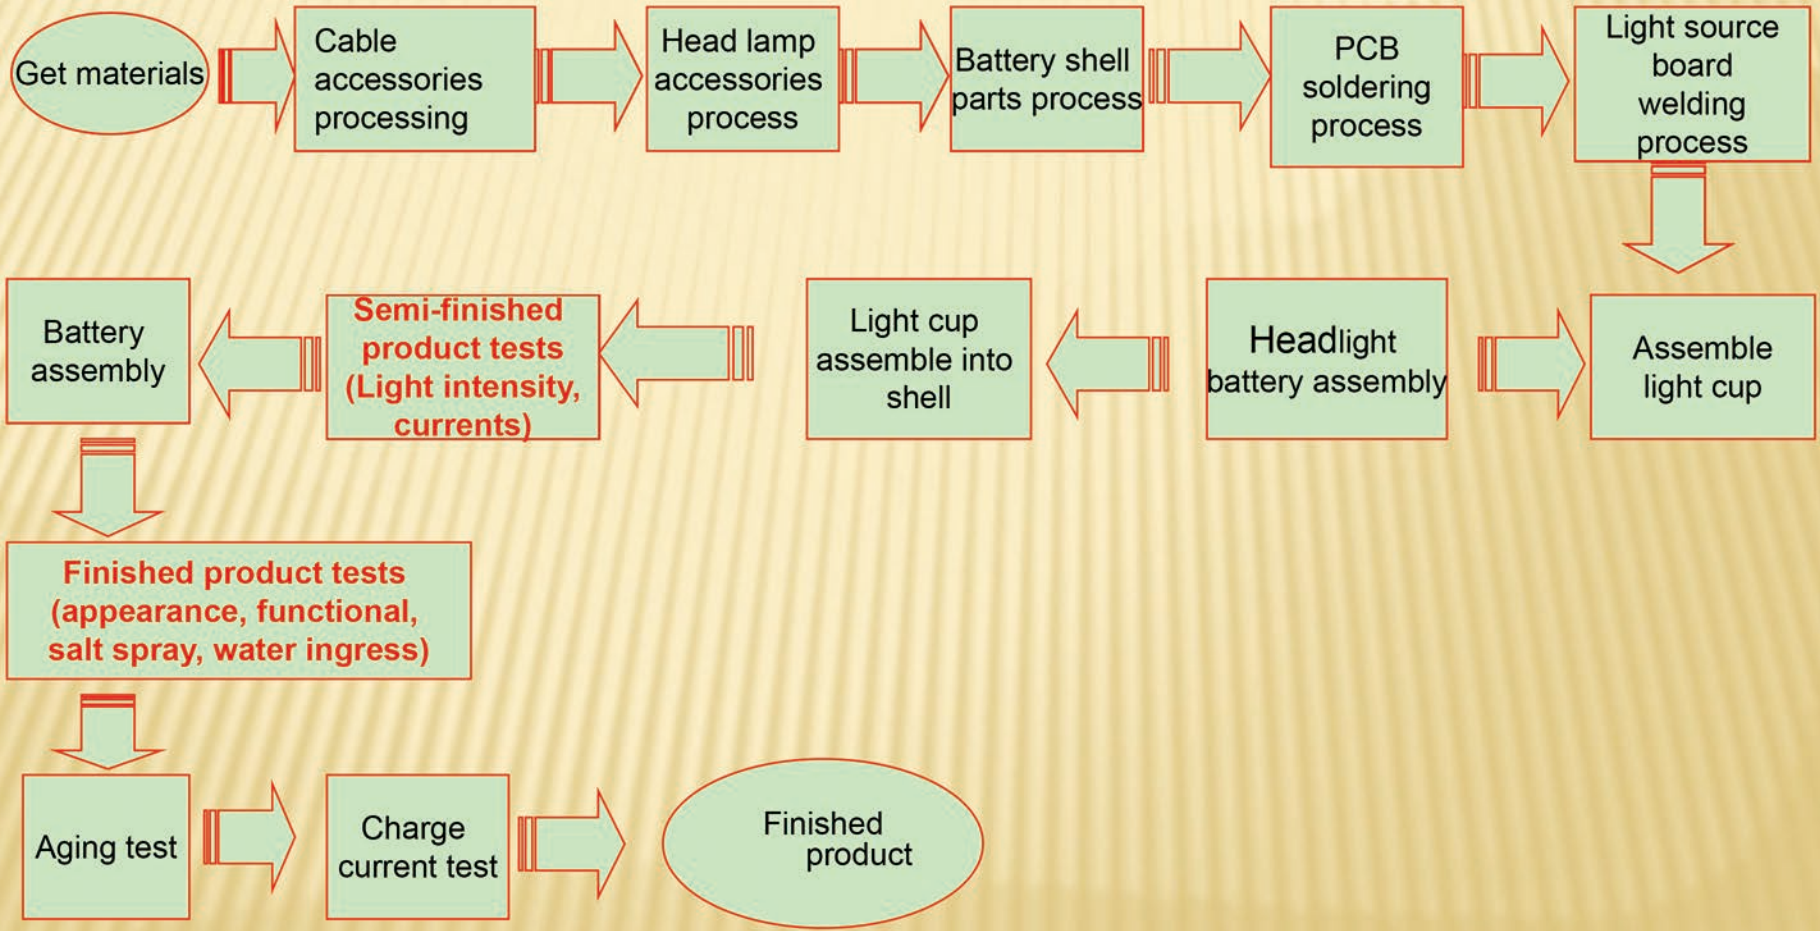 Get materials
Cable
accessories
processing
Head lamp
accessories
process
Battery shell
parts process
PCB
soldering
process
Light source
board
welding
process
Battery
assembly
Semi-finished
product tests
(Light intensity,
currents)
Light cup
assemble into
shell
Headlight
battery assembly
Assemble
light cup
Finished product tests
(appearance, functional,
salt spray, water ingress)
Aging test
Charge
current test
Finished
product